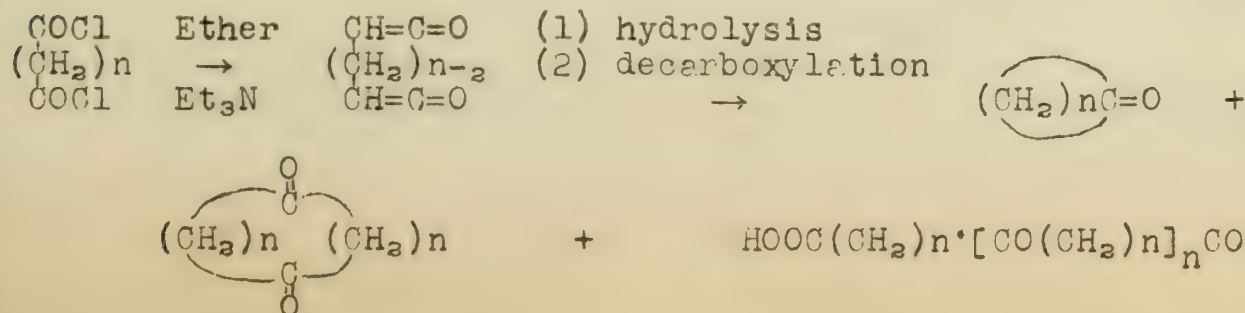 COCl Ether CH=C=O (1) hydrolysis
(CH₂)n → (CH₂)n-₂ (2) decarboxylation
COCl Et₃N CH=C=O → (CH₂)nC=O +
O
C
(CH₂)n (CH₂)n + HOOC(CH₂)n·[CO(CH₂)n]ₙCO
C
O